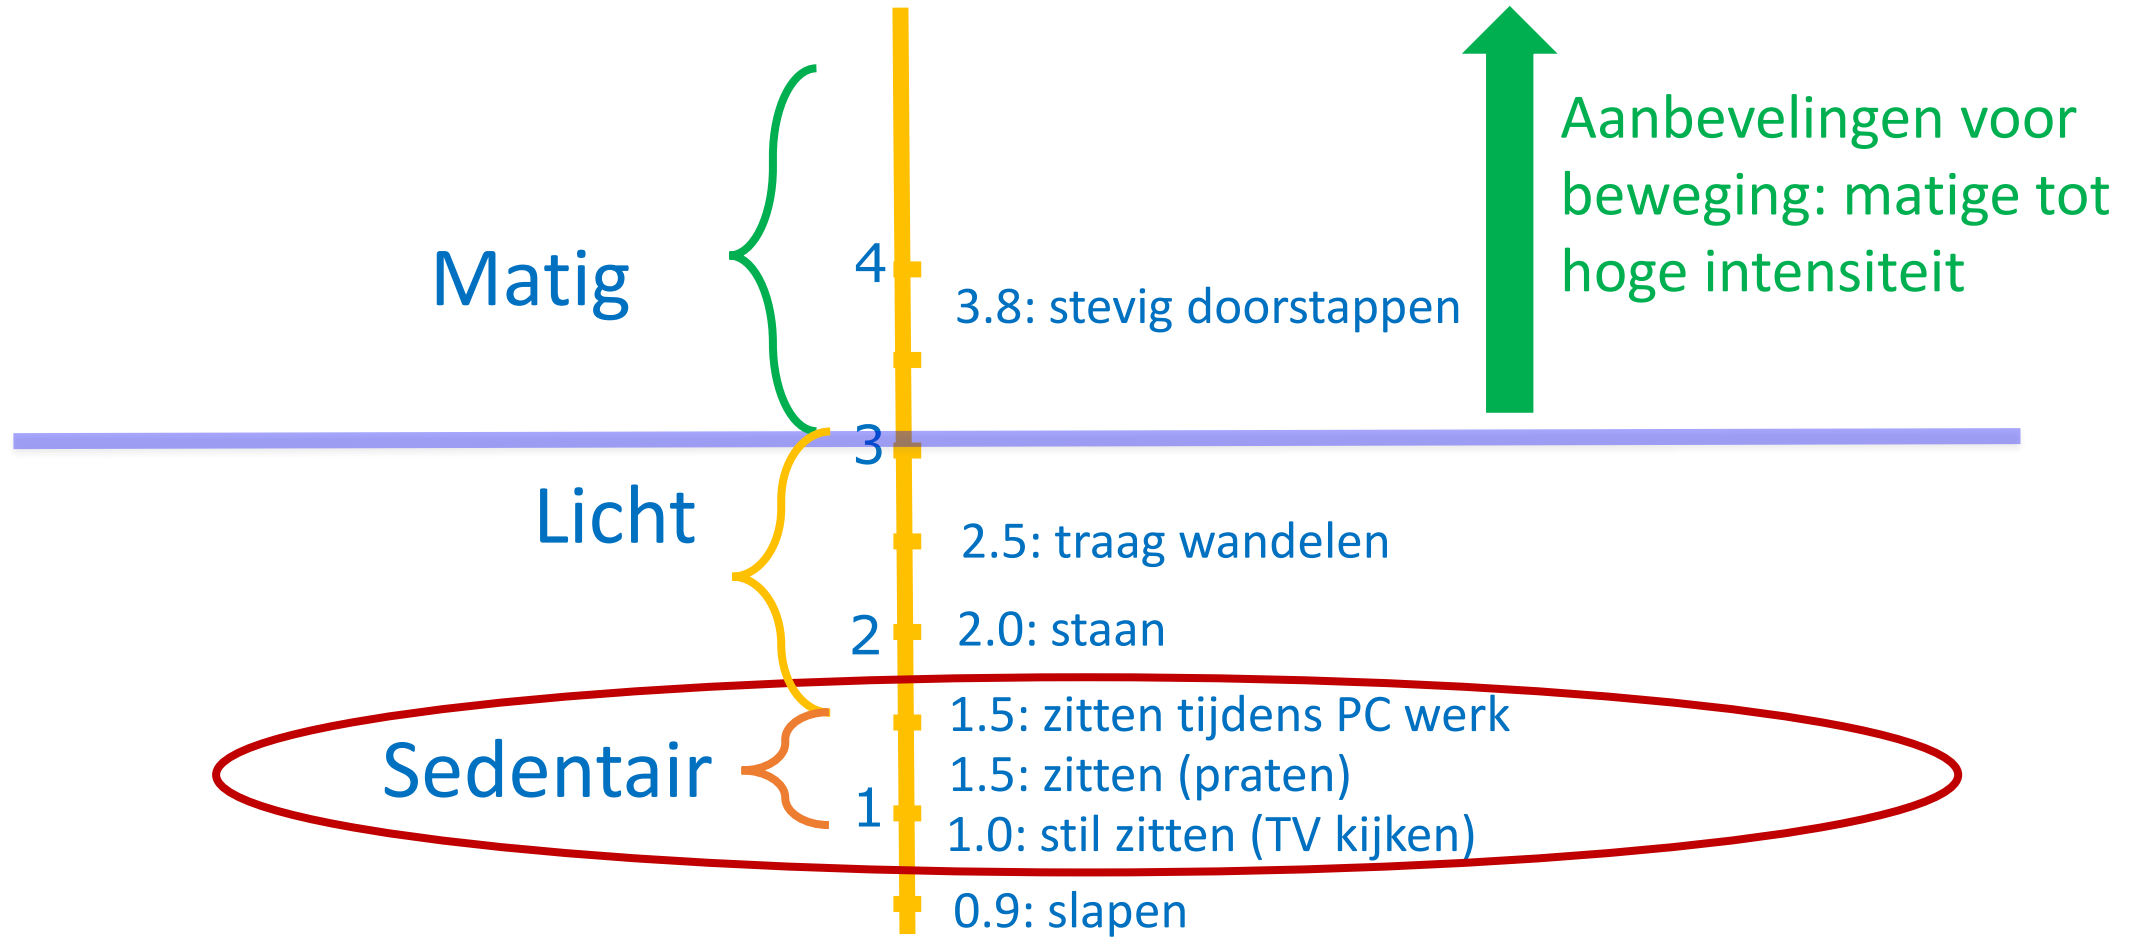 Aanbevelingen voor
beweging: matige tot
hoge intensiteit
Matig
4
3.8: stevig doorstappen
3
Licht
2.5: traag wandelen
2
2.0: staan
1.5: zitten tijdens PC werk
Sedentair
1.5: zitten (praten)
1
1.0: stil zitten (TV kijken)
0.9: slapen